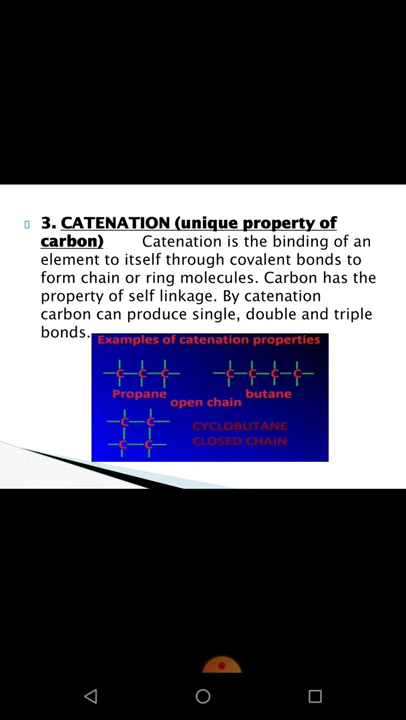 3. CATENATION (unique property of
carbon) Catenation is the binding of an
element to itself through covalent bonds to
form chain or ring molecules. Carbon has the
property of self linkage. By catenation
carbon can produce single, double and triple
bonds.
Examples of catenation properties
-C-C-C- -C-C-C-C-
Propane butane
open chain
-C-C-
CYCLOBUTANE
-C-C-
CLOSED CHAIN